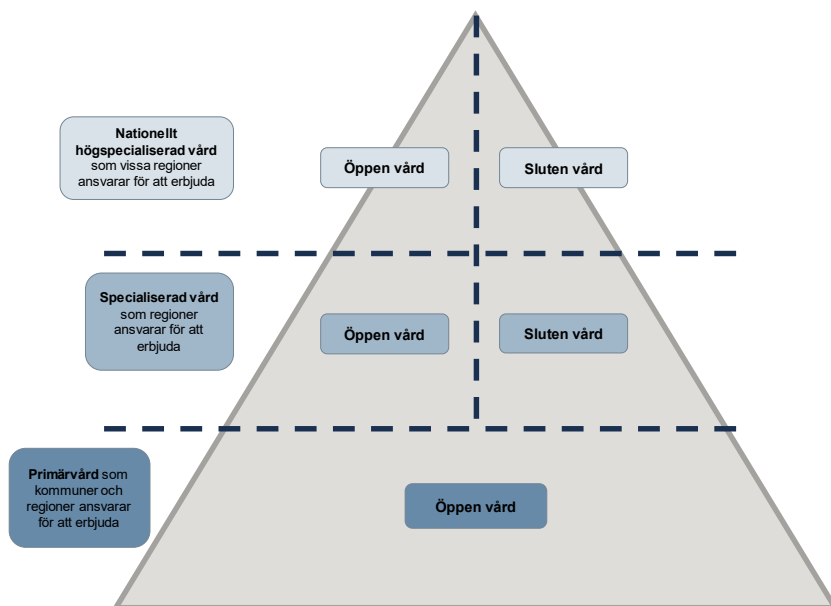 Nationellt
högspecialiserad vård
som vissa regioner
ansvarar för att erbjuda
Öppen vård
Sluten vård
Specialiserad vård
som regioner
ansvarar för att
erbjuda
Öppen vård
Sluten vård
Primärvård som
kommuner och
regioner ansvarar
för att erbjuda
Öppen vård